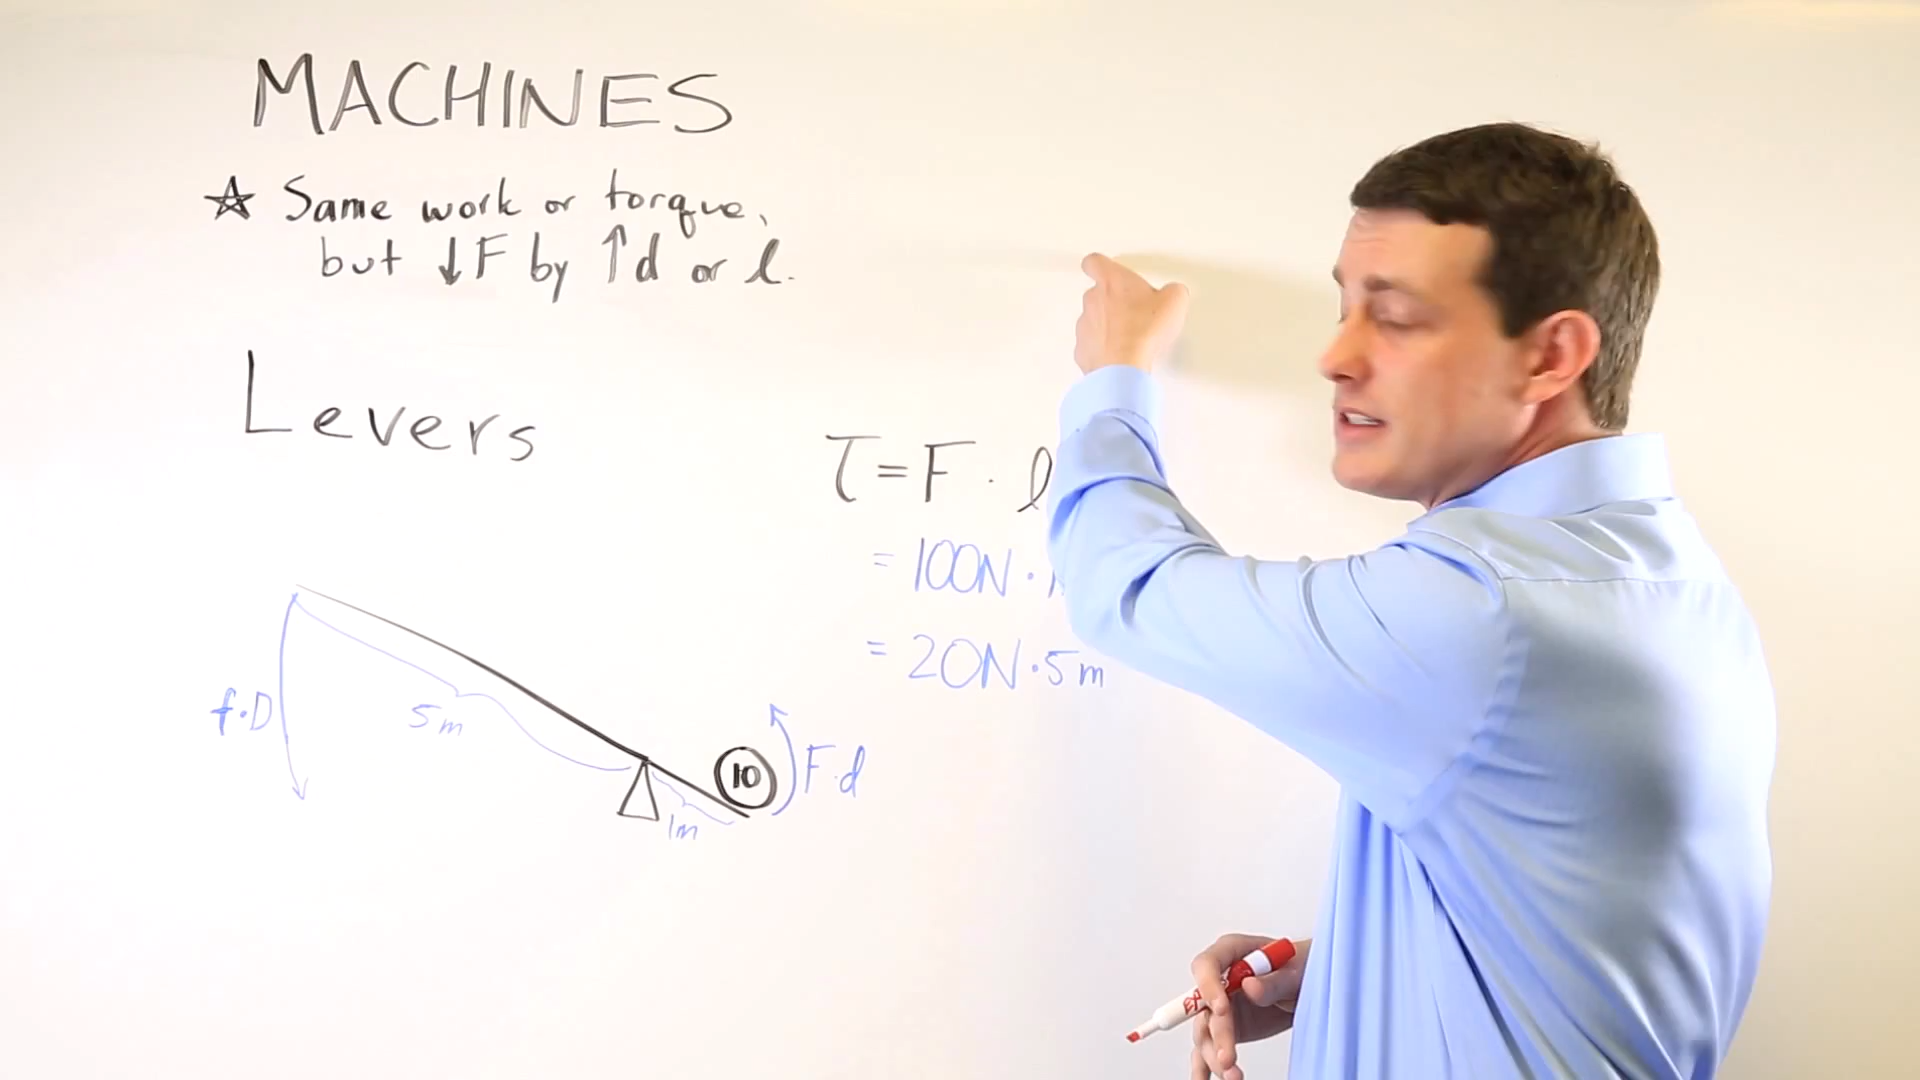 MACHINES
☆ Same work or torque,
but ↓F by ↑d or l.
Levers
τ = F · l
= 100N ·
= 20N · 5m
f·D
5m
10
F·d
1m